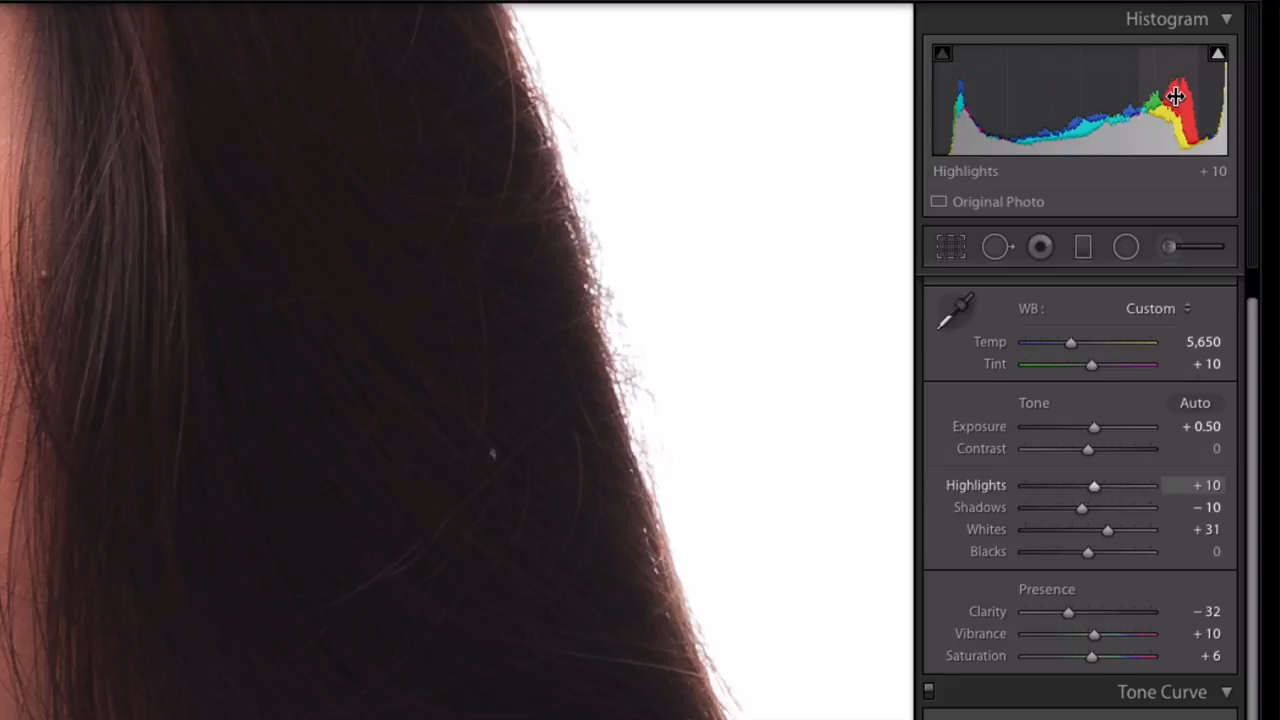 Histogram
Highlights + 10
Original Photo
WB: Custom
Temp 5,650
Tint + 10
Tone Auto
Exposure + 0.50
Contrast 0
Highlights + 10
Shadows − 10
Whites + 31
Blacks 0
Presence
Clarity − 32
Vibrance + 10
Saturation + 6
Tone Curve